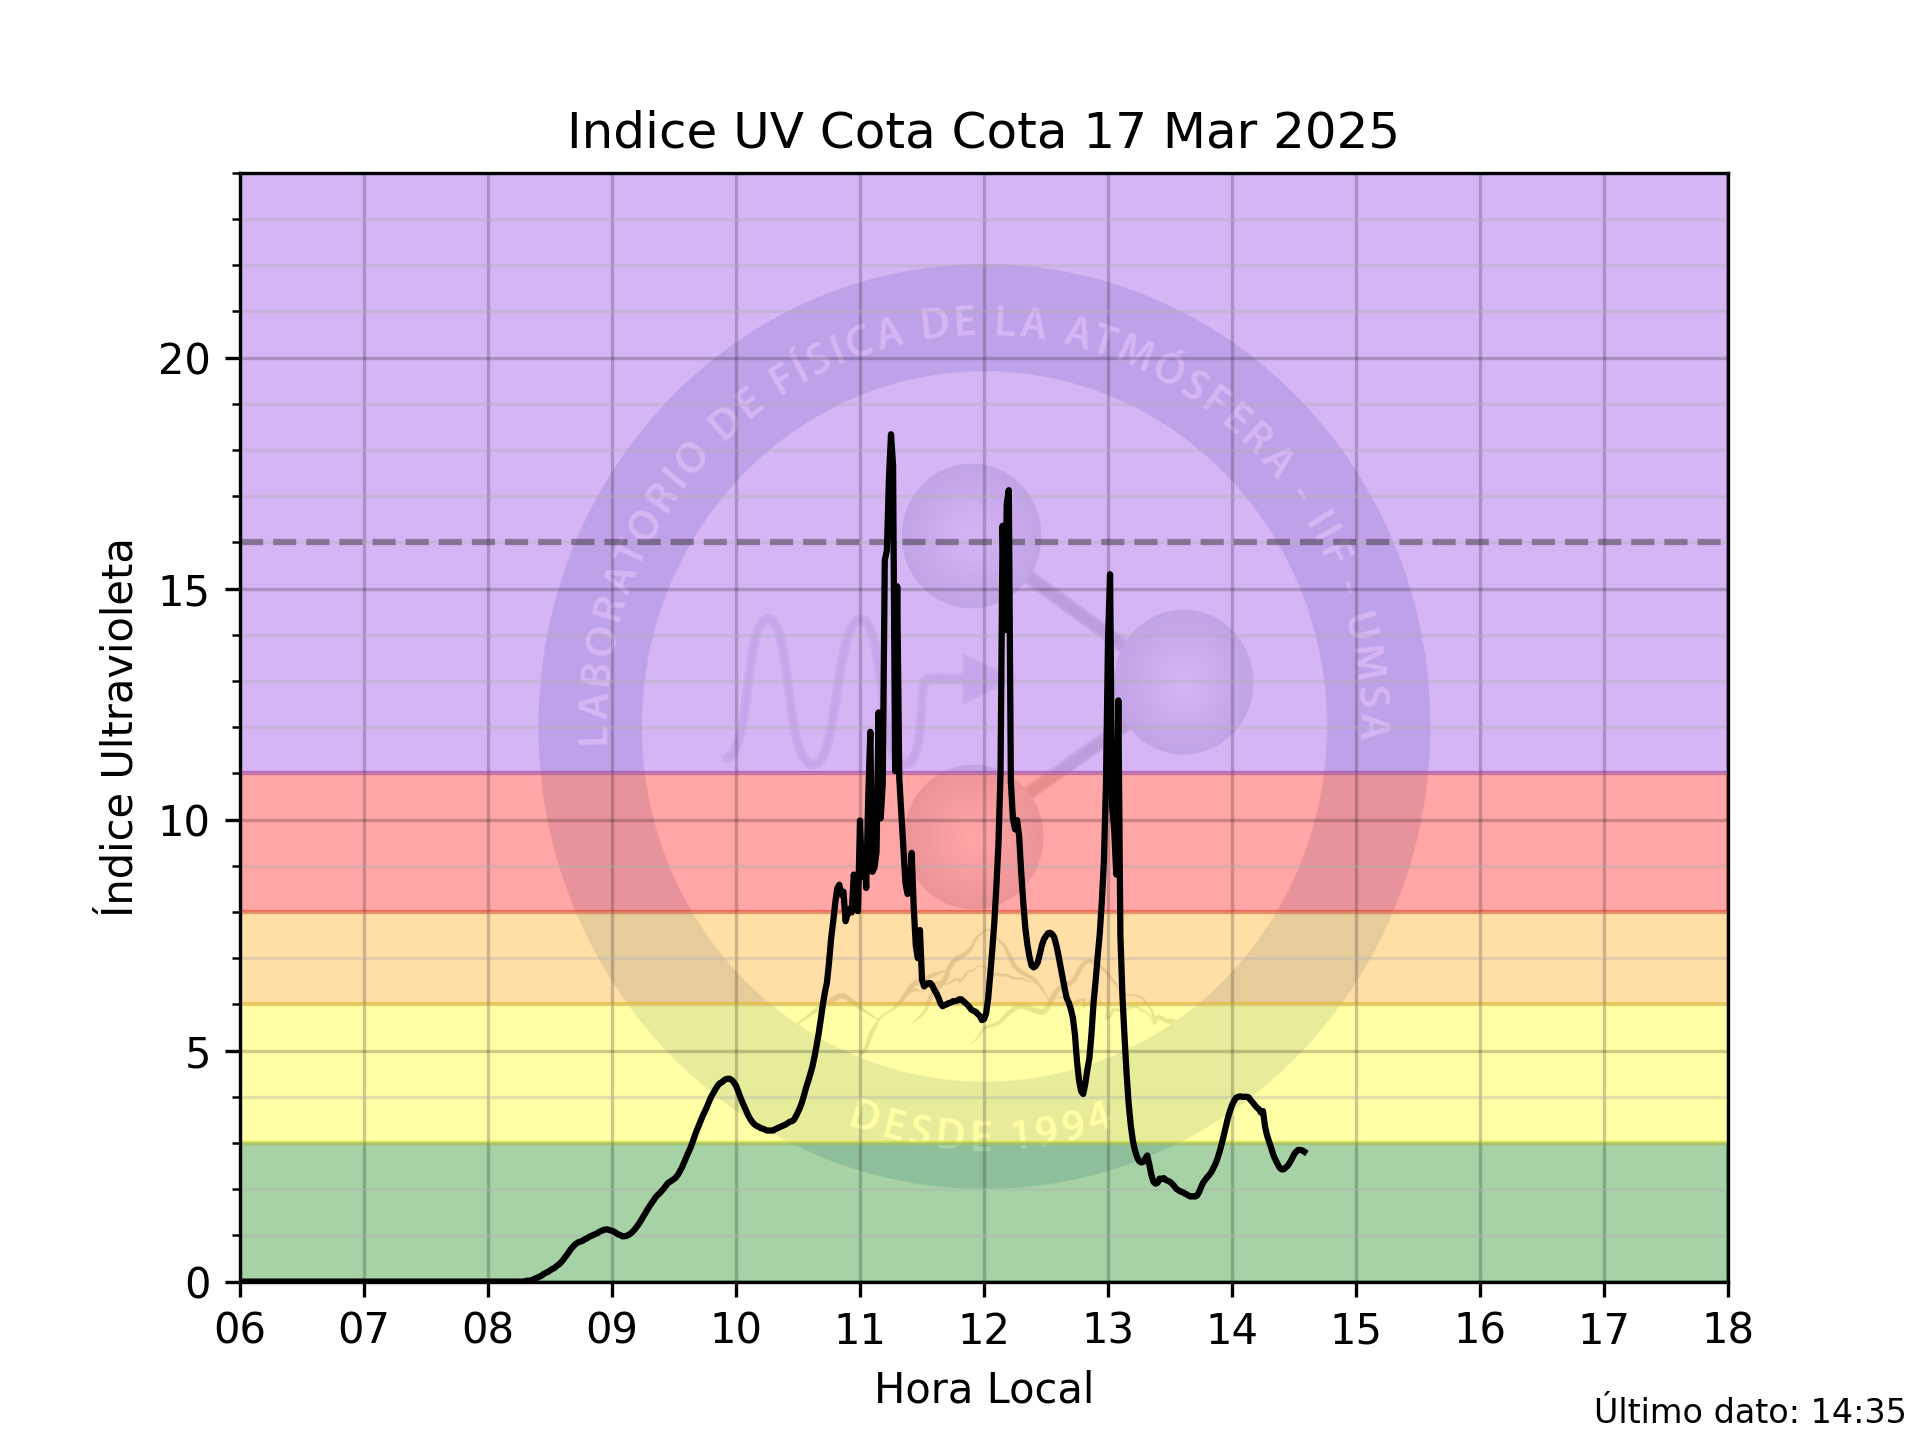 Indice UV Cota Cota 17 Mar 2025
LABORATORIO DE FÍSICA DE LA ATMÓSFERA - IIF - UMSA
DESDE 1994
Índice Ultravioleta
20
15
10
5
0
06 07 08 09 10 11 12 13 14 15 16 17 18
Hora Local
Último dato: 14:35